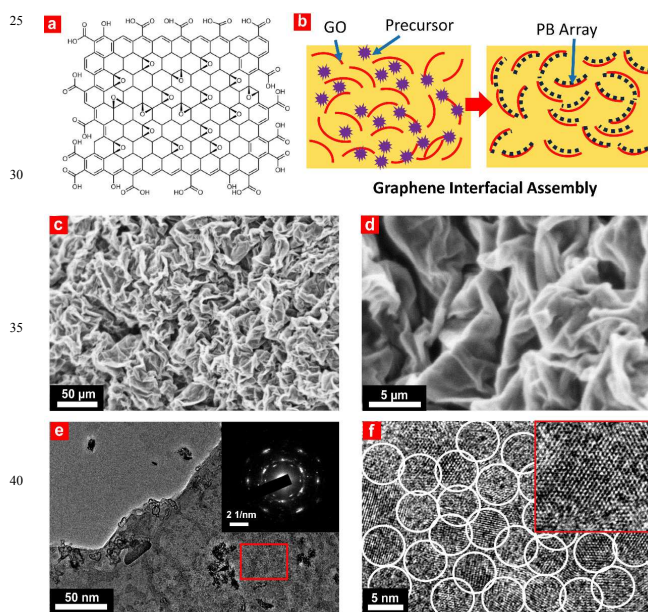 25
30
35
40
a
b
GO
Precursor
PB Array
Graphene Interfacial Assembly
c
50 µm
d
5 µm
e
2 1/nm
50 nm
f
5 nm